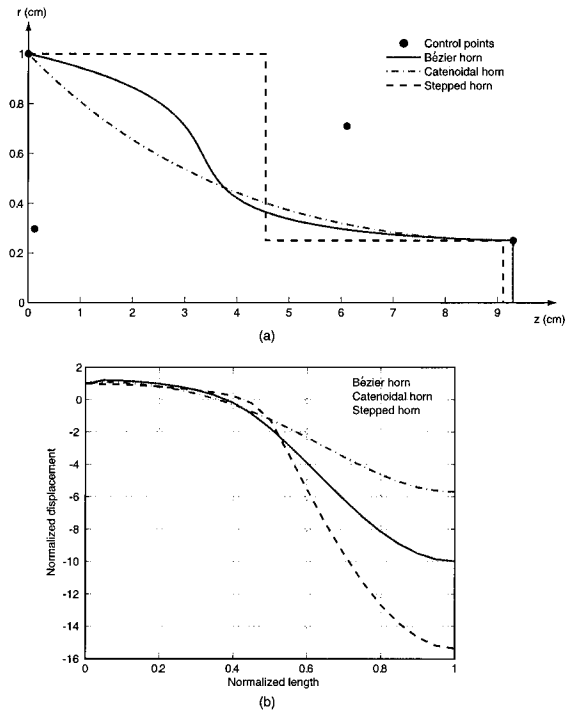 r (cm)
Control points
Bézier horn
Catenoidal horn
Stepped horn
1
0.8
0.6
0.4
0.2
0
0 1 2 3 4 5 6 7 8 9
z (cm)
(a)
2
0
-2
-4
-6
-8
-10
-12
-14
-16
Normalized displacement
Bézier horn
Catenoidal horn
Stepped horn
0 0.2 0.4 0.6 0.8 1
Normalized length
(b)